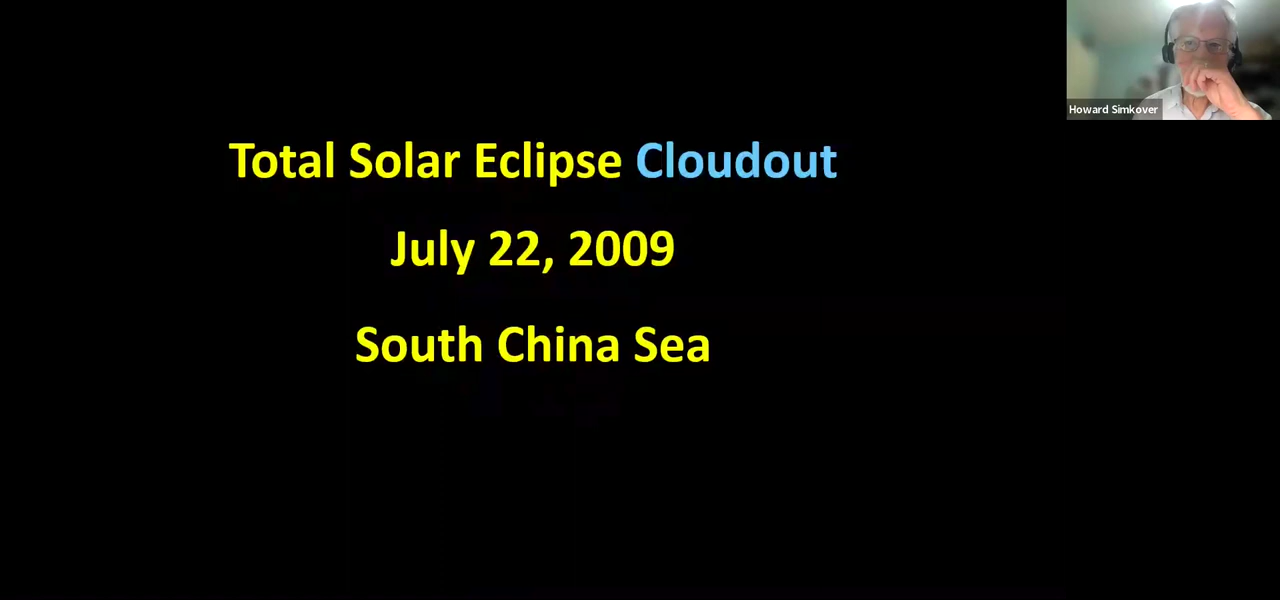 Total Solar Eclipse Cloudout
July 22, 2009
South China Sea
Howard Simkover